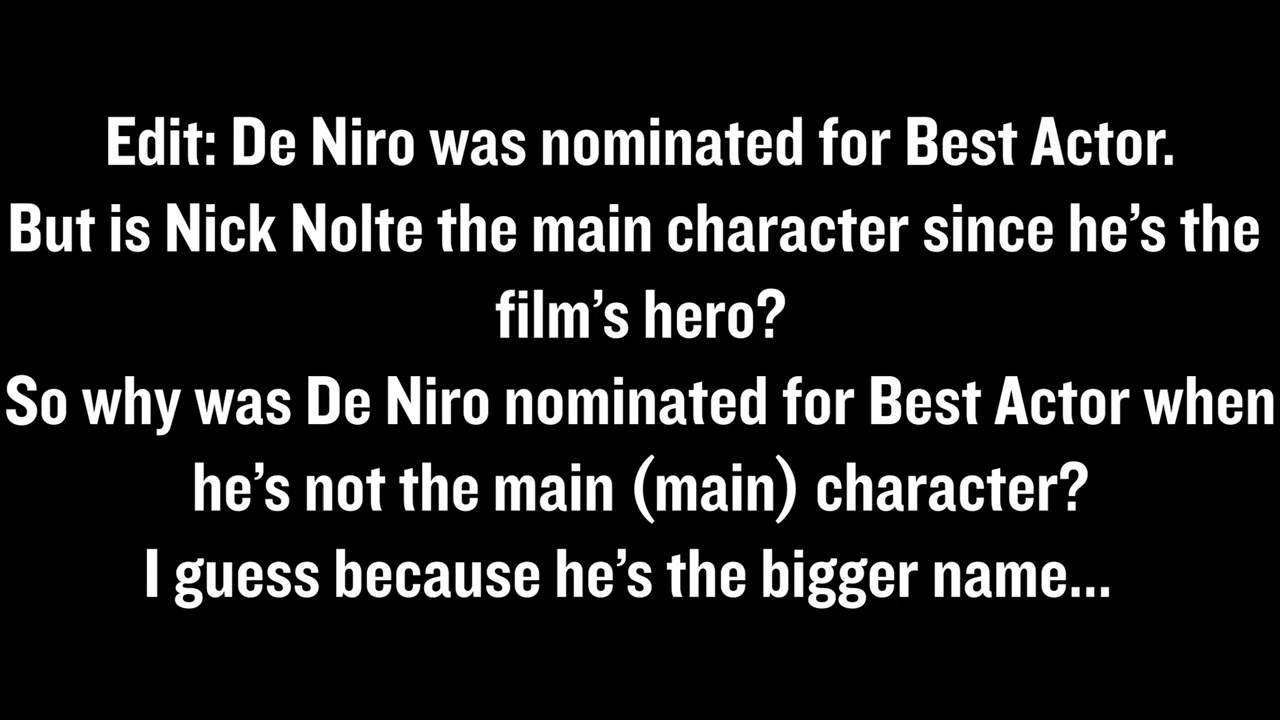 Edit: De Niro was nominated for Best Actor.
But is Nick Nolte the main character since he’s the
film’s hero?
So why was De Niro nominated for Best Actor when
he’s not the main (main) character?
I guess because he’s the bigger name...